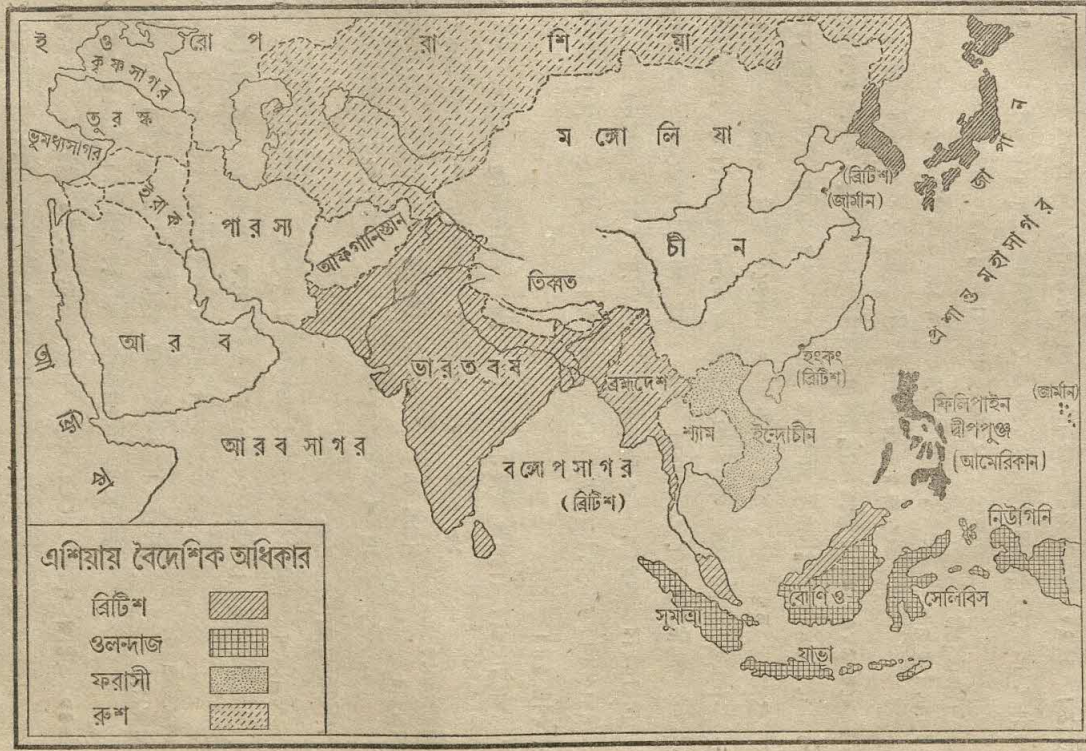 ই ও রো প
রা শি য়া
কৃষ্ণসাগর
তুরস্ক
ভূমধ্যসাগর
ইরাক
পারস্য
আফগানিস্তান
মঙ্গোলিয়া
(ব্রিটিশ)
(জার্মান)
জাপান
চীন
তিব্বত
প্রশান্ত মহাসাগর
আরব
ভারতবর্ষ
ব্রহ্মদেশ
হংকং
(ব্রিটিশ)
আফ্রিকা
আরব সাগর
শ্যাম
ইন্দোচীন
ফিলিপাইন
দ্বীপপুঞ্জ
(আমেরিকান)
(জার্মান)
বঙ্গোপসাগর
(ব্রিটিশ)
নিউগিনি
বোর্ণিও
সেলিবিস
সুমাত্রা
যাভা
এশিয়ায় বৈদেশিক অধিকার
ব্রিটিশ
ওলন্দাজ
ফরাসী
রুশ